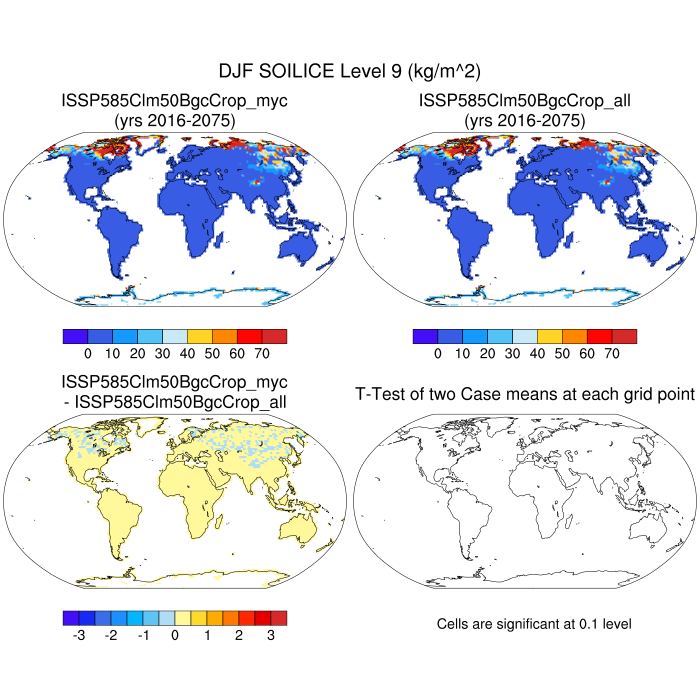 DJF SOILICE Level 9 (kg/m^2)
ISSP585Clm50BgcCrop_myc
(yrs 2016-2075)
ISSP585Clm50BgcCrop_all
(yrs 2016-2075)
0 10 20 30 40 50 60 70
0 10 20 30 40 50 60 70
ISSP585Clm50BgcCrop_myc
- ISSP585Clm50BgcCrop_all
T-Test of two Case means at each grid point
-3 -2 -1 0 1 2 3
Cells are significant at 0.1 level